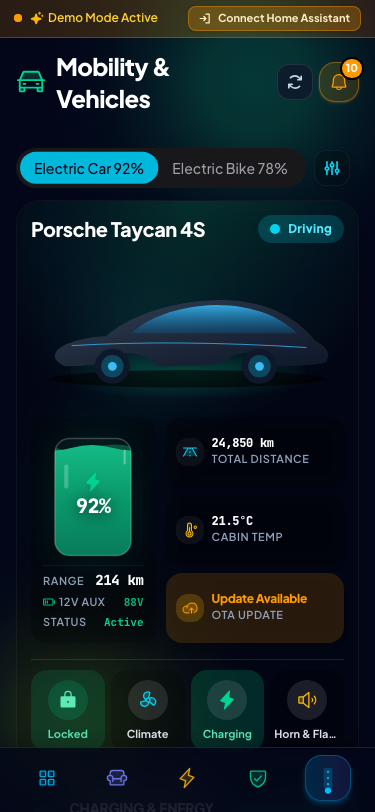 Demo Mode Active
Connect Home Assistant
Mobility &
Vehicles
10
Electric Car 92%
Electric Bike 78%
Porsche Taycan 4S
Driving
92%
RANGE 214 km
12V AUX 88V
STATUS Active
24,850 km
TOTAL DISTANCE
21.5°C
CABIN TEMP
Update Available
OTA UPDATE
Locked
Climate
Charging
Horn & Fla...
CHARGING & ENERGY